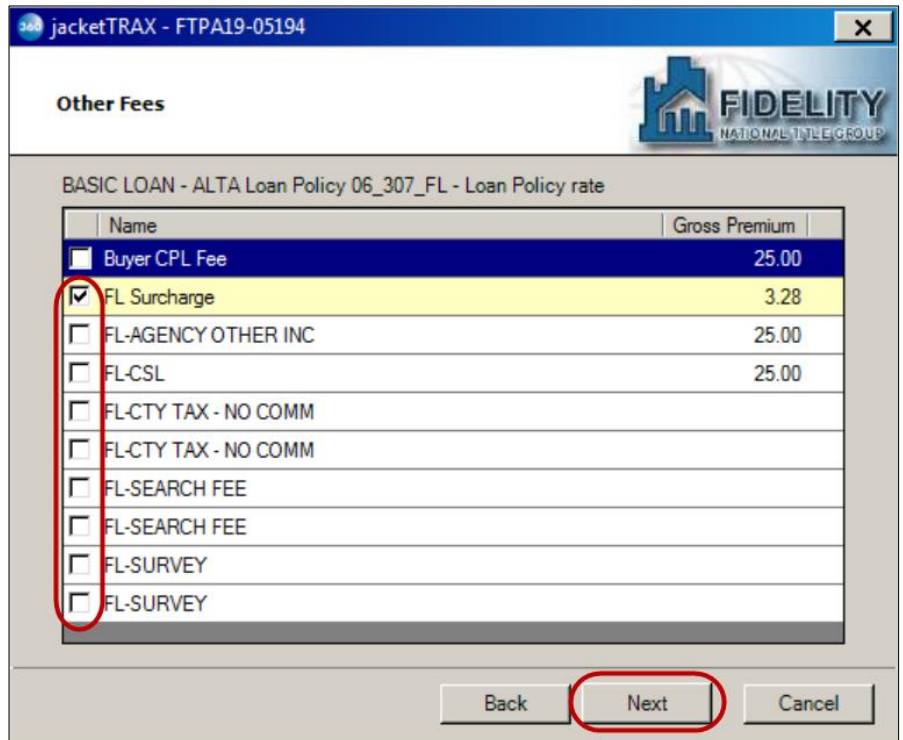 360 jacketTRAX - FTPA19-05194
Other Fees
FIDELITY
NATIONAL TITLE GROUP
BASIC LOAN - ALTA Loan Policy 06_307_FL - Loan Policy rate
Name Gross Premium
Buyer CPL Fee 25.00
FL Surcharge 3.28
FL-AGENCY OTHER INC 25.00
FL-CSL 25.00
FL-CTY TAX - NO COMM
FL-CTY TAX - NO COMM
FL-SEARCH FEE
FL-SEARCH FEE
FL-SURVEY
FL-SURVEY
Back Next Cancel